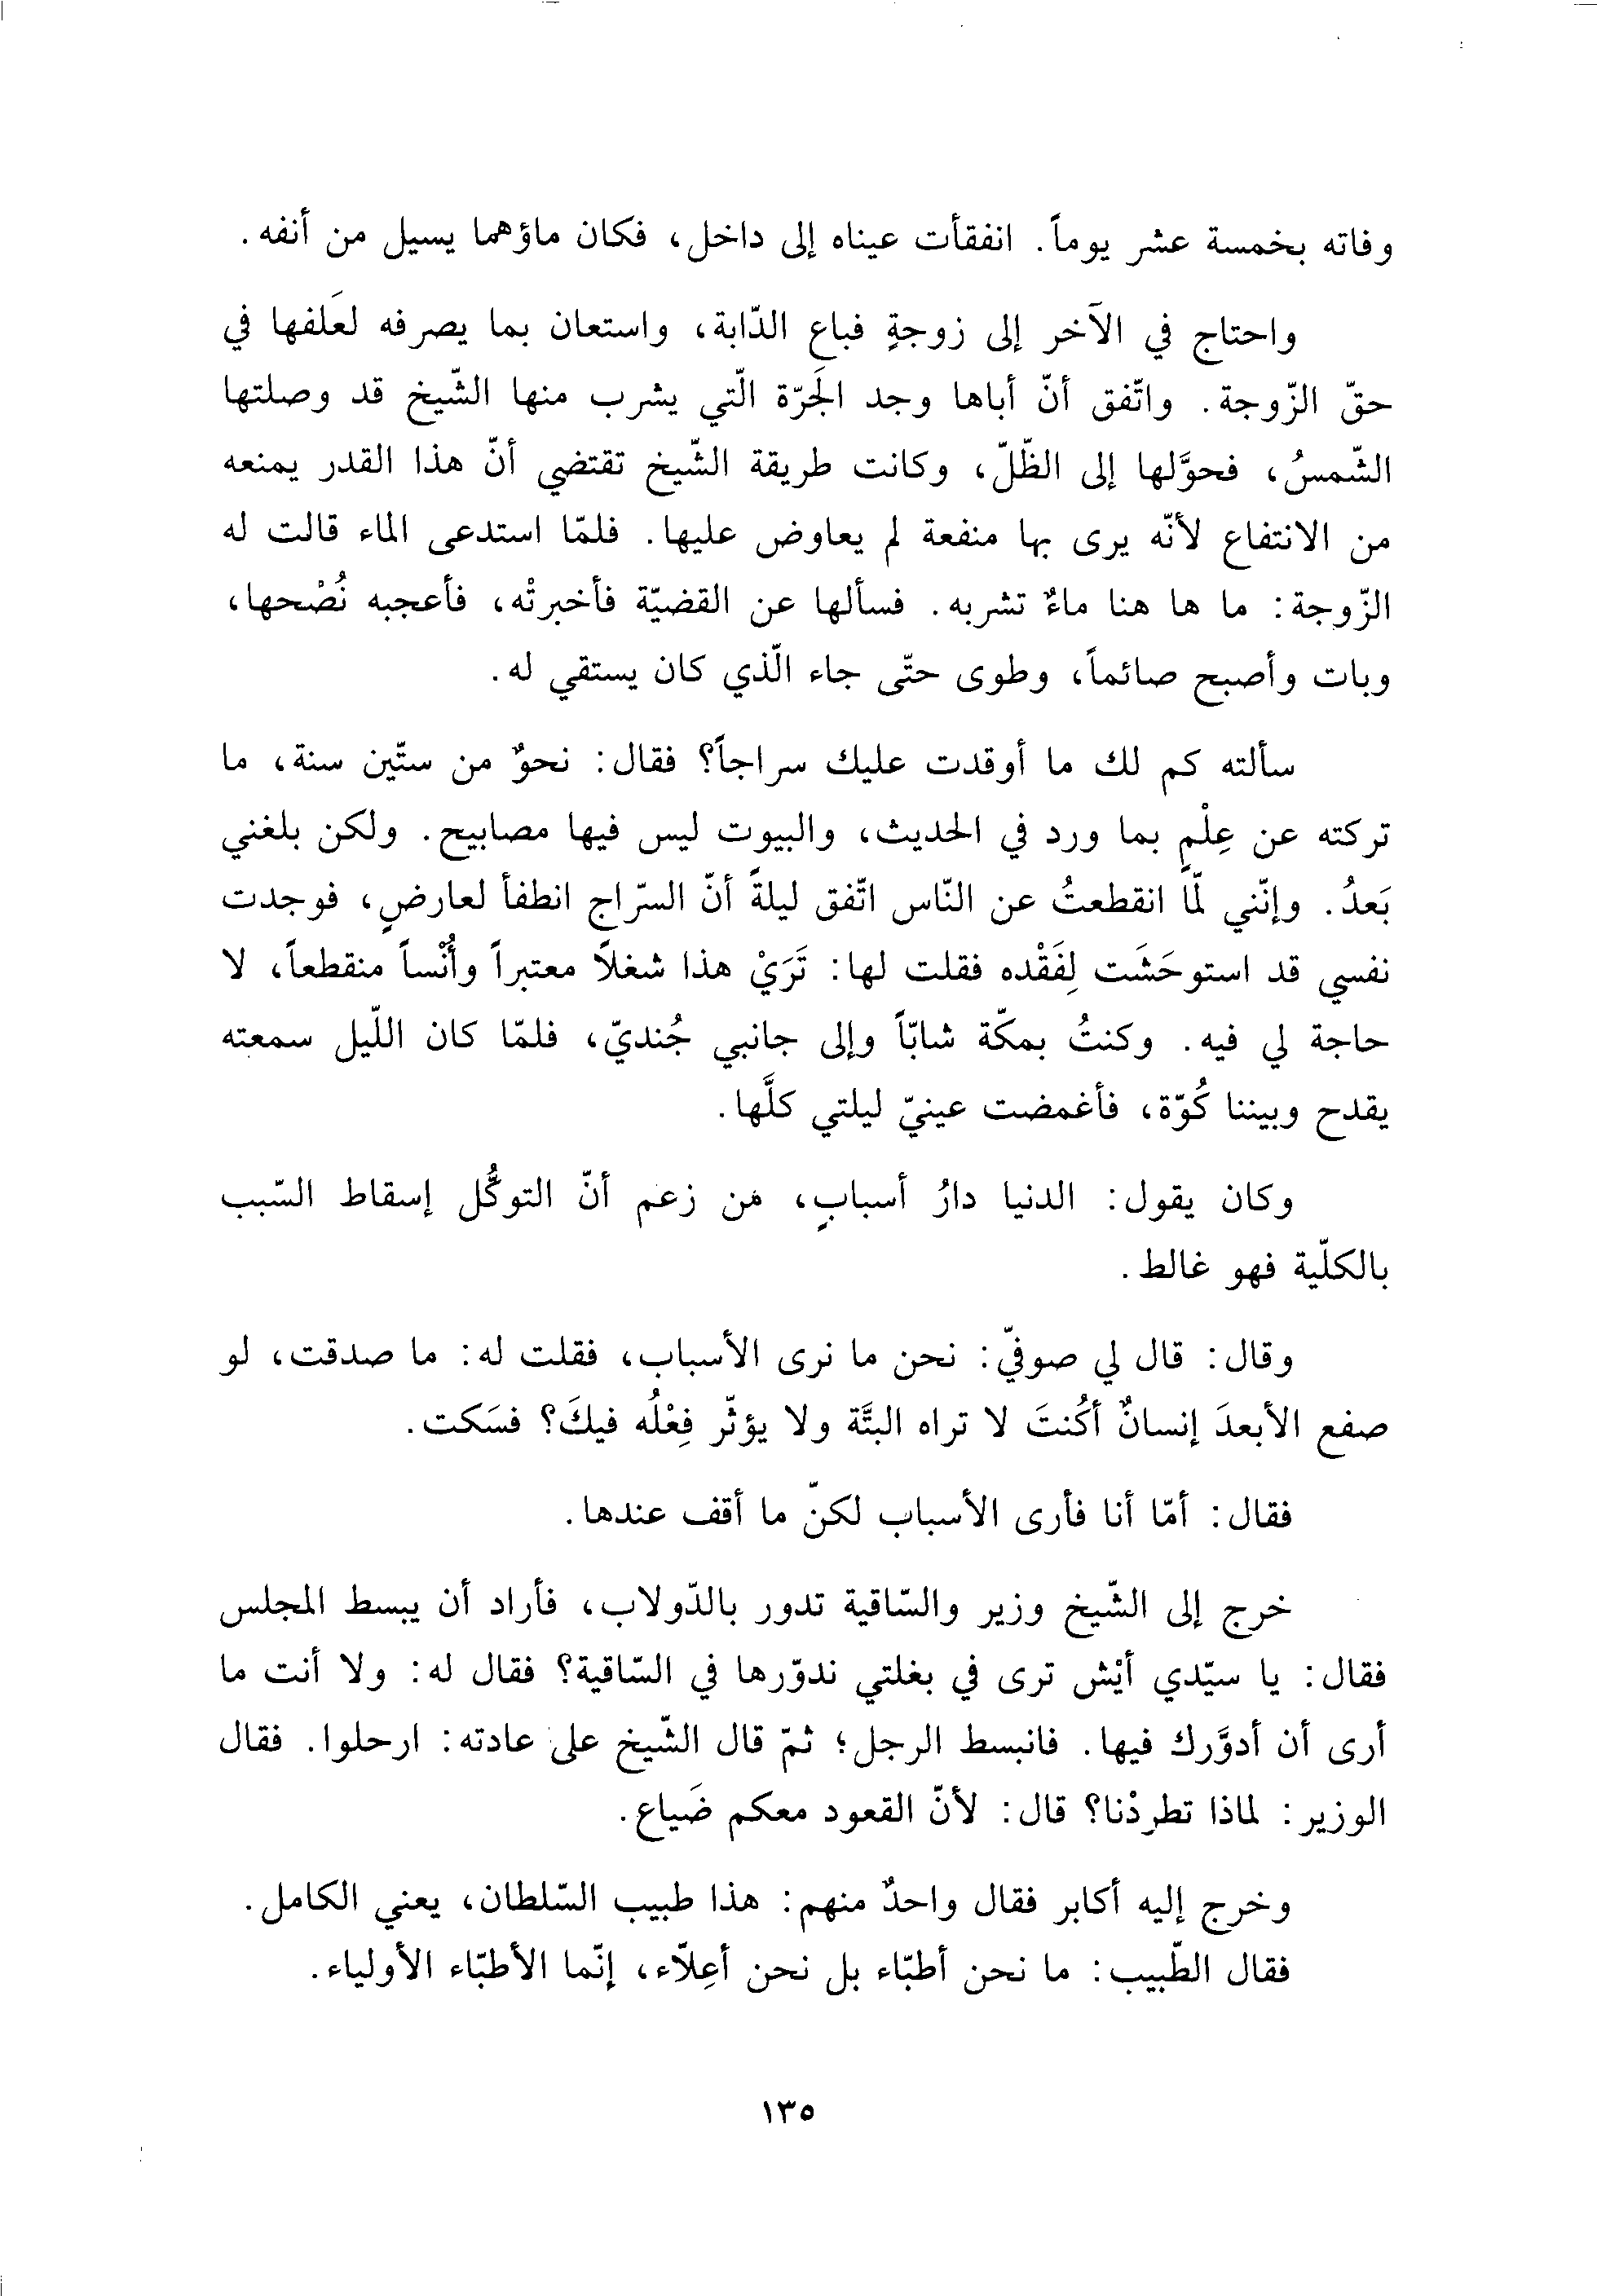 وفاته بخمسة عشر يوماً. انفقأت عيناه إلى داخل، فكان ماؤهما يسيل من أنفه.
واحتاج في الآخر إلى زوجةٍ فباع الدّابة، واستعان بما يصرفه لعَلفها في
حقّ الزّوجة. واتّفق أنّ أباها وجد الجَرّة الّتي يشرب منها الشّيخ قد وصلتها
الشّمسُ، فحوَّلها إلى الظّلّ، وكانت طريقة الشّيخ تقتضي أنّ هذا القدر يمنعه
من الانتفاع لأنّه يرى بها منفعة لم يعاوض عليها. فلمّا استدعى الماء قالت له
الزّوجة: ما ها هنا ماءٌ تشربه. فسألها عن القضيّة فأخبرتْه، فأعجبه نُصْحها،
وبات وأصبح صائماً، وطوى حتّى جاء الّذي كان يستقي له.
سألته كم لك ما أوقدت عليك سراجاً؟ فقال: نحوٌ من ستّين سنة، ما
تركته عن عِلْمٍ بما ورد في الحديث، والبيوت ليس فيها مصابيح. ولكن بلغني
بَعدُ. وإنّني لمّا انقطعتُ عن النّاس اتّفق ليلةً أنّ السّراج انطفأ لعارضٍ، فوجدت
نفسي قد استوحَشَت لِفَقْده فقلت لها: تَرَيْ هذا شغلاً معتبراً وأُنْساً منقطعاً، لا
حاجة لي فيه. وكنتُ بمكّة شابّاً وإلى جانبي جُنديّ، فلمّا كان اللّيل سمعته
يقدح وبيننا كُوّة، فأغمضت عينيّ ليلتي كلَّها.
وكان يقول: الدنيا دارُ أسبابٍ، مَن زعم أنّ التوكُّل إسقاط السّبب
بالكلّية فهو غالط.
وقال: قال لي صوفيّ: نحن ما نرى الأسباب، فقلت له: ما صدقت، لو
صفع الأبعدَ إنسانٌ أكُنتَ لا تراه البتَّة ولا يؤثّر فِعْلُه فيكَ؟ فسَكت.
فقال: أمّا أنا فأرى الأسباب لكنّ ما أقف عندها.
خرج إلى الشّيخ وزير والسّاقية تدور بالدّولاب، فأراد أن يبسط المجلس
فقال: يا سيّدي أيْش ترى في بغلتي ندوّرها في السّاقية؟ فقال له: ولا أنت ما
أرى أن أدوَّرك فيها. فانبسط الرجل؛ ثمّ قال الشّيخ على عادته: ارحلوا. فقال
الوزير: لماذا تطردْنا؟ قال: لأنّ القعود معكم ضَياع.
وخرج إليه أكابر فقال واحدٌ منهم: هذا طبيب السّلطان، يعني الكامل.
فقال الطّبيب: ما نحن أطبّاء بل نحن أعِلاّء، إنّما الأطبّاء الأولياء.
١٣٥